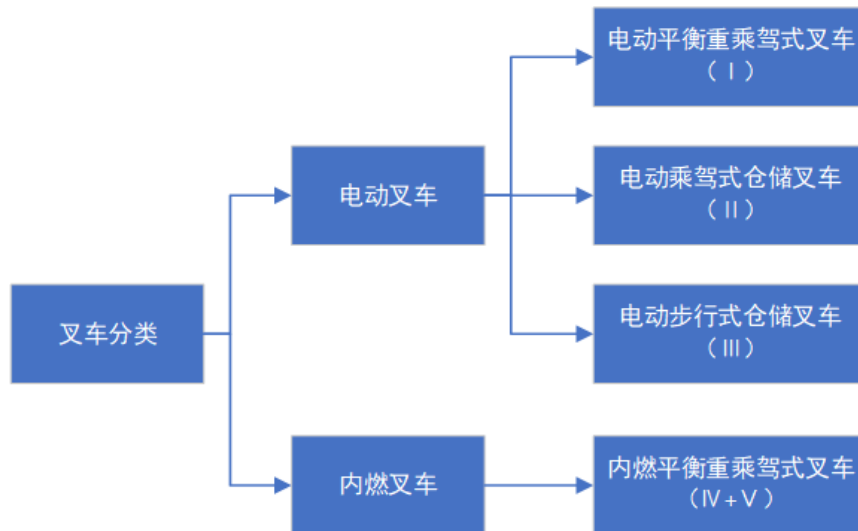 电动平衡重乘驾式叉车
（Ⅰ）
电动叉车
电动乘驾式仓储叉车
（Ⅱ）
叉车分类
电动步行式仓储叉车
（Ⅲ）
内燃叉车
内燃平衡重乘驾式叉车
（Ⅳ+Ⅴ）